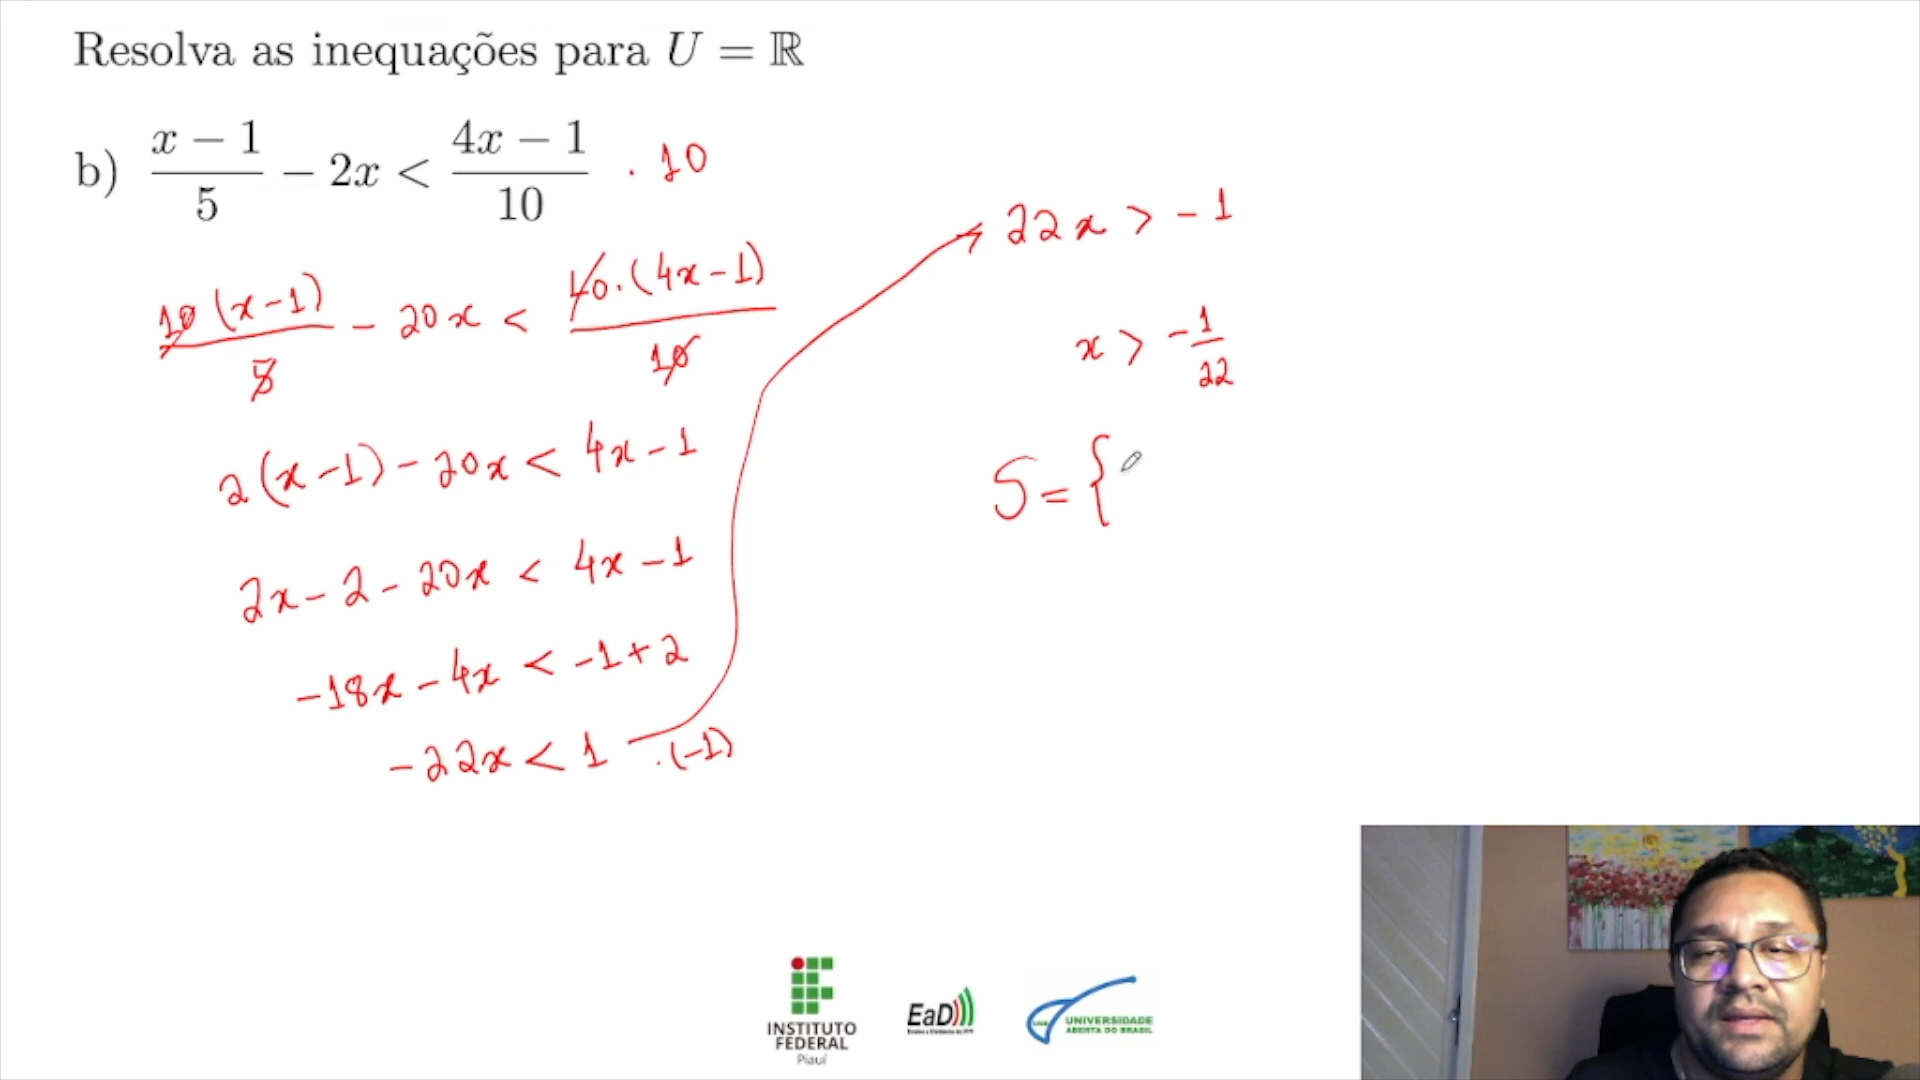 Resolva as inequações para U = ℝ
b) (x − 1)/5 − 2x < (4x − 1)/10 · 10
10(x-1)/5 - 20x < 10·(4x-1)/10
2(x-1) - 20x < 4x - 1
2x - 2 - 20x < 4x - 1
-18x - 4x < -1 + 2
-22x < 1 ·(-1)
22x > -1
x > -1/22
S = {
INSTITUTO
FEDERAL
Piauí
EaD
UNIVERSIDADE
ABERTA DO BRASIL